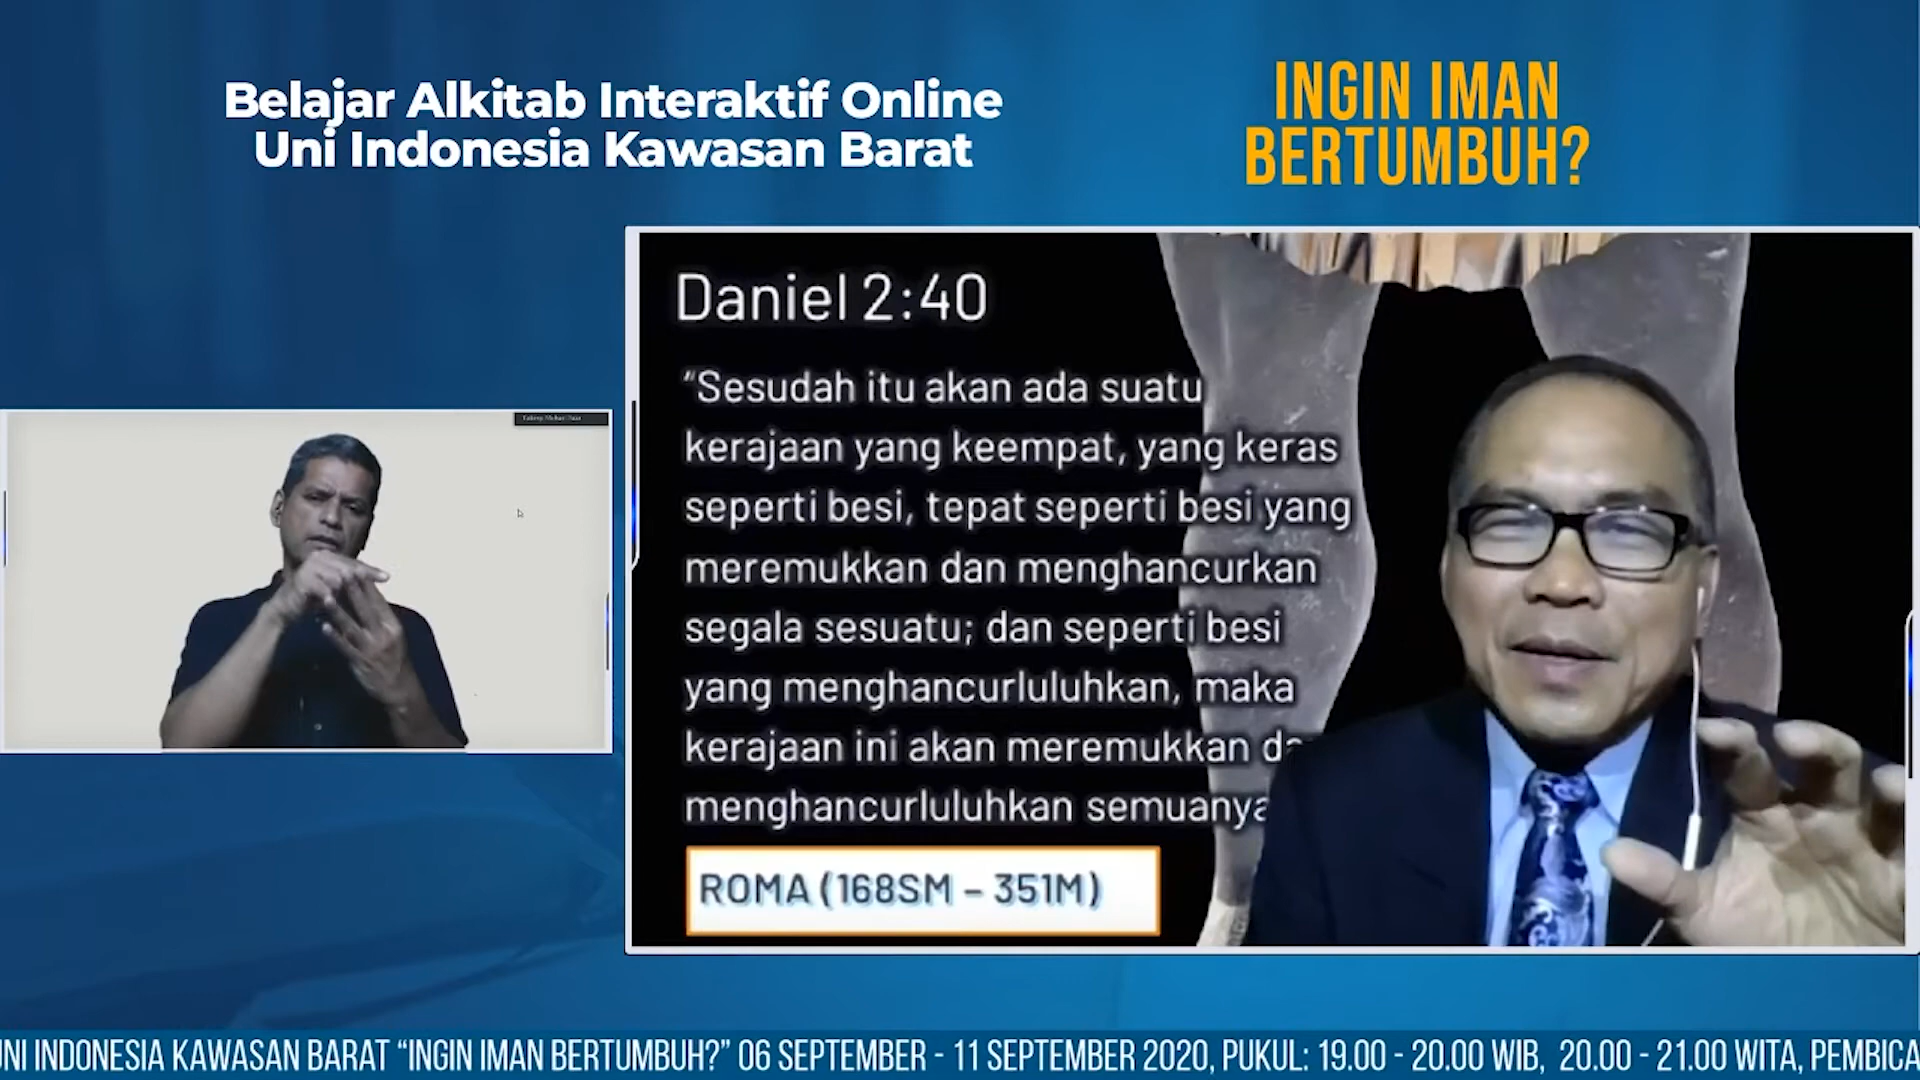 Belajar Alkitab Interaktif Online
Uni Indonesia Kawasan Barat
INGIN IMAN
BERTUMBUH?
Daniel 2:40
“Sesudah itu akan ada suatu
kerajaan yang keempat, yang keras
seperti besi, tepat seperti besi yang
meremukkan dan menghancurkan
segala sesuatu; dan seperti besi
yang menghancurluluhkan, maka
kerajaan ini akan meremukkan da
menghancurluluhkan semuanya
ROMA (168SM – 351M)
UNI INDONESIA KAWASAN BARAT “INGIN IMAN BERTUMBUH?” 06 SEPTEMBER - 11 SEPTEMBER 2020, PUKUL: 19.00 - 20.00 WIB, 20.00 - 21.00 WITA, PEMBICA